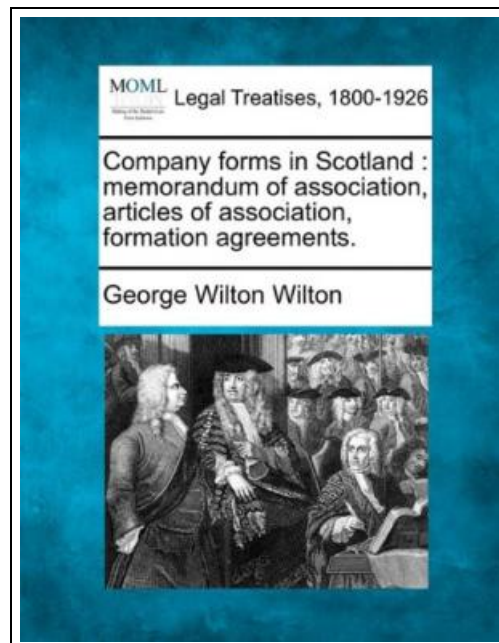 MOML
Legal Treatises, 1800-1926
Company forms in Scotland :
memorandum of association,
articles of association,
formation agreements.
George Wilton Wilton